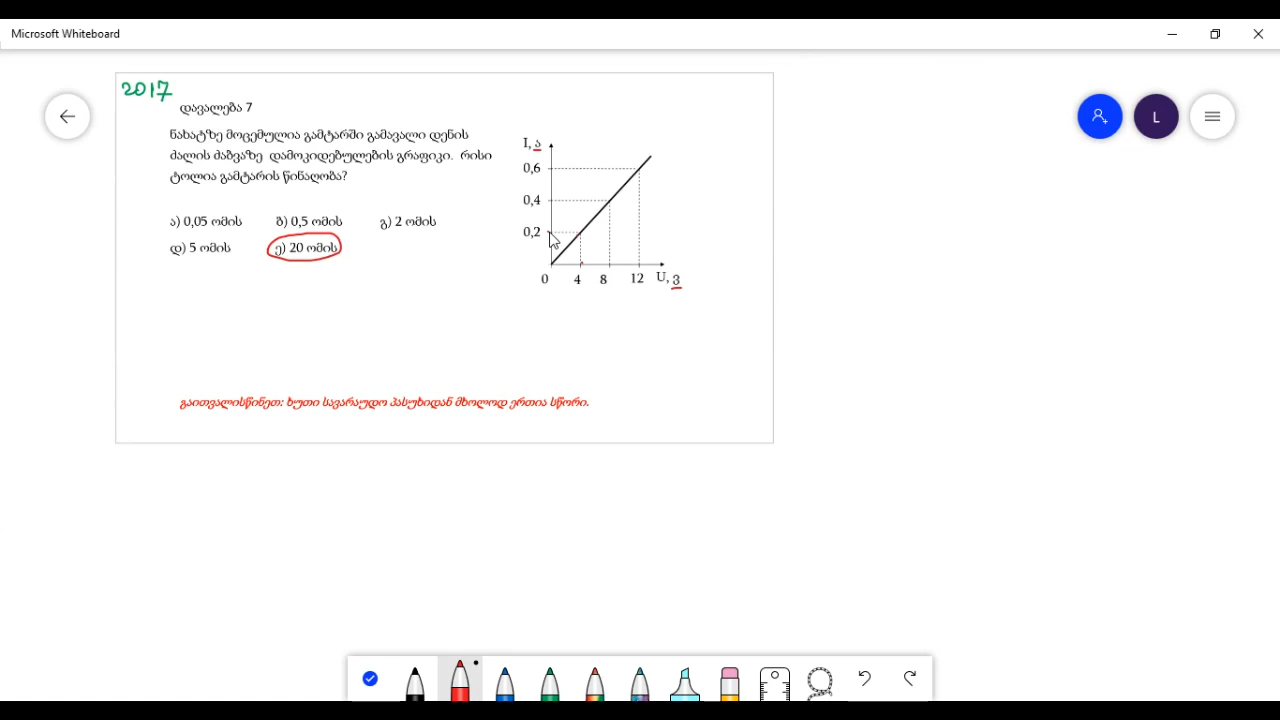 Microsoft Whiteboard
2017
დავალება 7
ნახატზე მოცემულია გამტარში გამავალი დენის
ძალის ძაბვაზე დამოკიდებულების გრაფიკი. რისი
ტოლია გამტარის წინაღობა?
ა) 0,05 ომის ბ) 0,5 ომის გ) 2 ომის
დ) 5 ომის ე) 20 ომის
I, ა
0,6
0,4
0,2
0 4 8 12 U, ვ
გაითვალისწინეთ: ხუთი სავარაუდო პასუხიდან მხოლოდ ერთია სწორი.
L